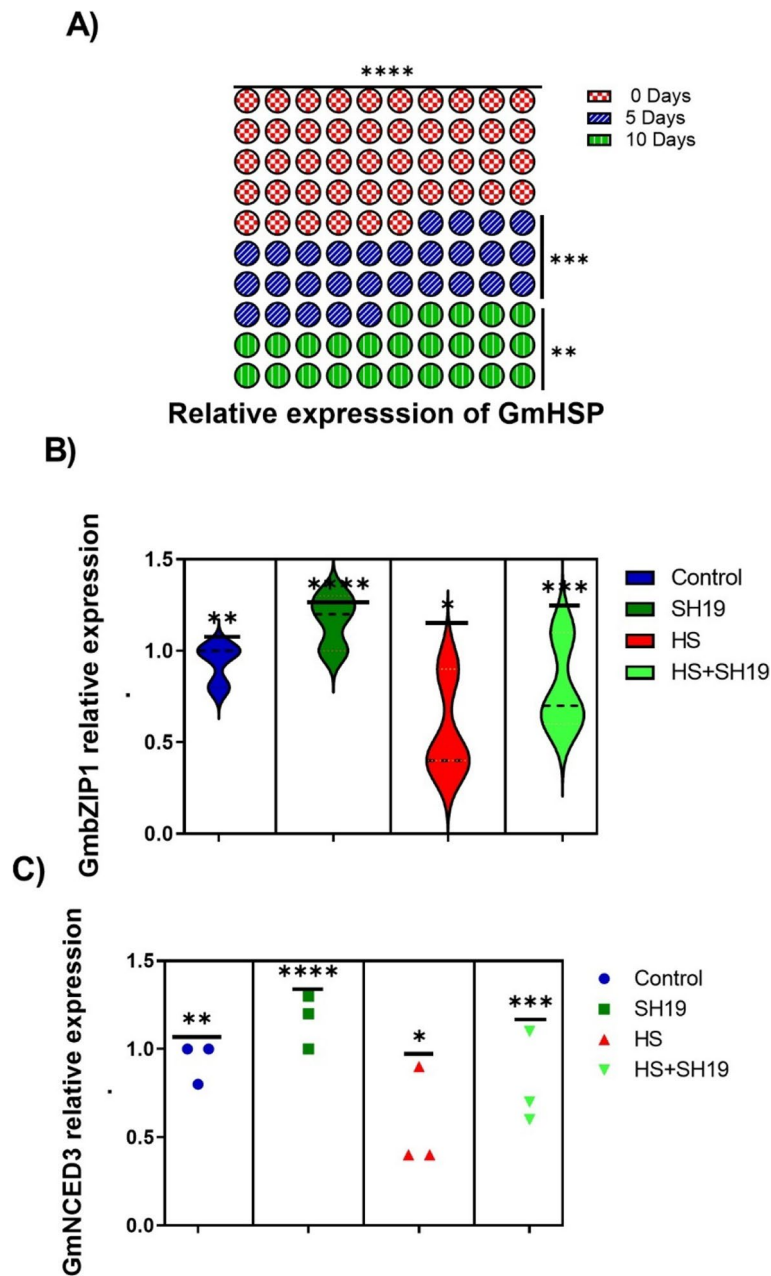 A)
****
0 Days
5 Days
10 Days
***
**
Relative expresssion of GmHSP
B)
GmbZIP1 relative expression
1.5
1.0
0.5
0.0
**
****
*
***
Control
SH19
HS
HS+SH19
C)
GmNCED3 relative expression
1.5
1.0
0.5
0.0
**
****
*
***
Control
SH19
HS
HS+SH19